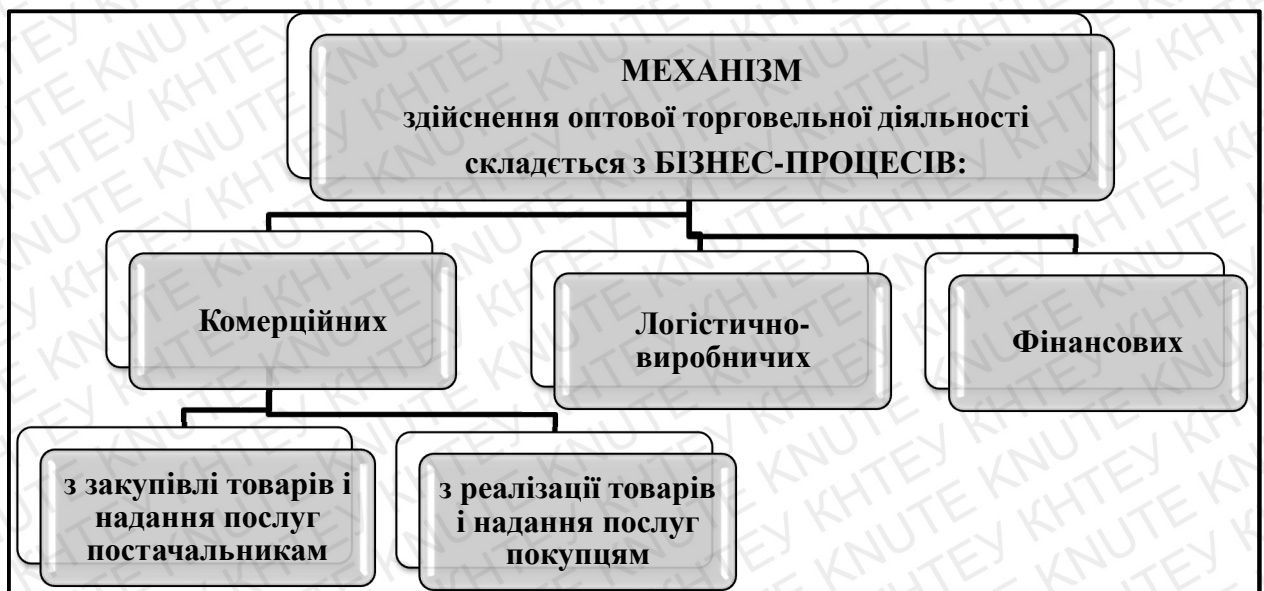 МЕХАНІЗМ
здійснення оптової торговельної діяльності
складється з БІЗНЕС-ПРОЦЕСІВ:
Комерційних
Логістично-
виробничих
Фінансових
з закупівлі товарів і
надання послуг
постачальникам
з реалізації товарів
і надання послуг
покупцям